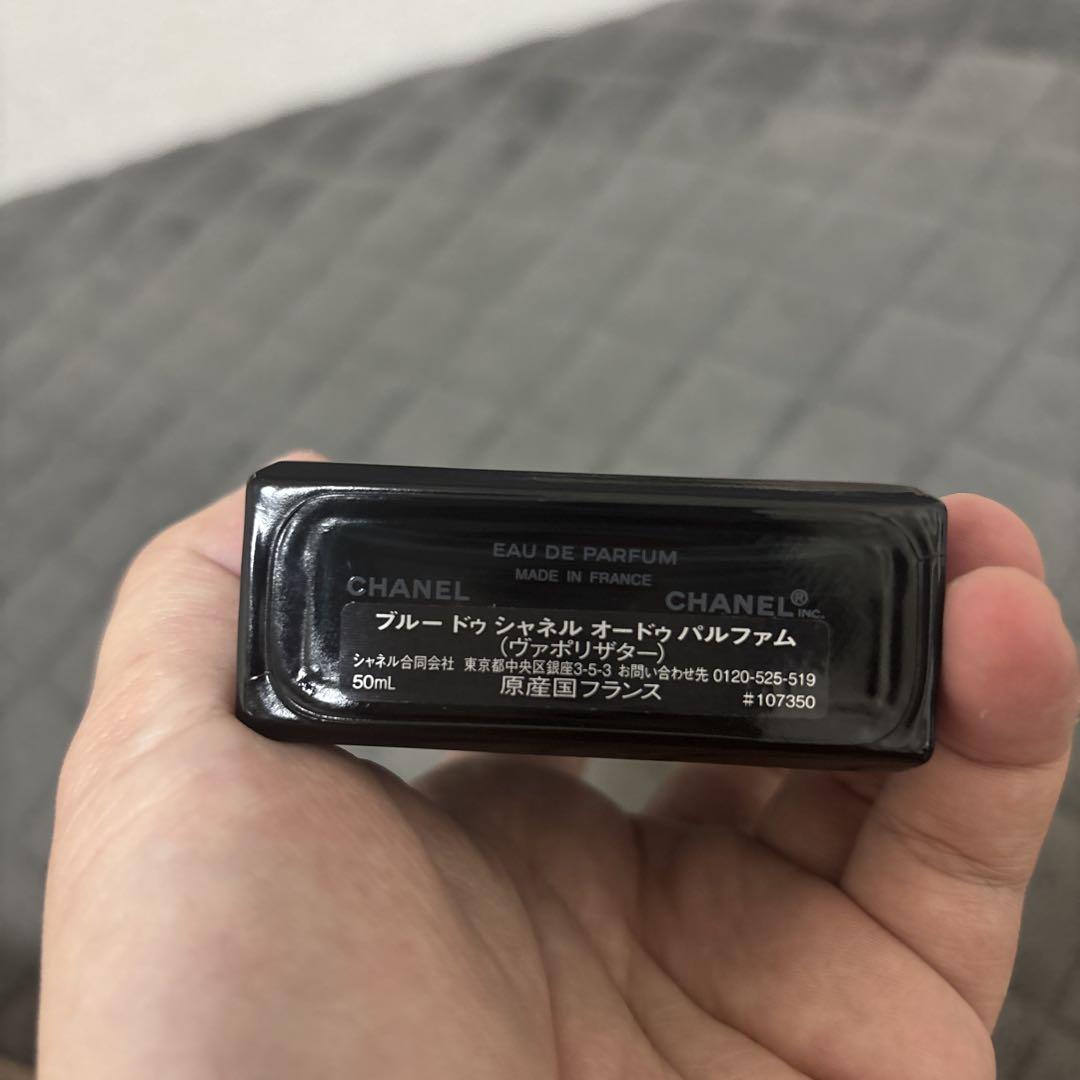 EAU DE PARFUM
MADE IN FRANCE
CHANEL CHANEL® INC.
ブルー ドゥ シャネル オードゥ パルファム
(ヴァポリザター)
シャネル合同会社 東京都中央区銀座3-5-3 お問い合わせ先 0120-525-519
50mL 原産国フランス #107350